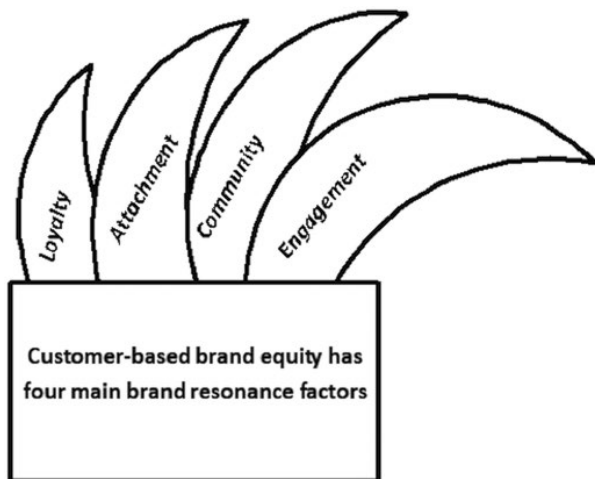 Loyalty
Attachment
Community
Engagement
Customer-based brand equity has
four main brand resonance factors